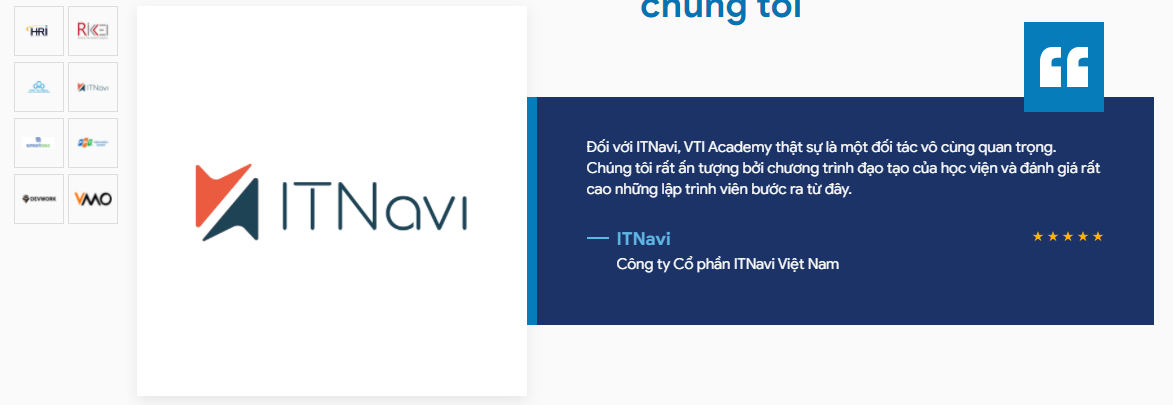 chúng tôi
HRI
ITNavi
DEVWORK
VMO
ITNavi
Đối với ITNavi, VTI Academy thật sự là một đối tác vô cùng quan trọng.
Chúng tôi rất ấn tượng bởi chương trình đạo tạo của học viện và đánh giá rất
cao những lập trình viên bước ra từ đây.
ITNavi
Công ty Cổ phần ITNavi Việt Nam